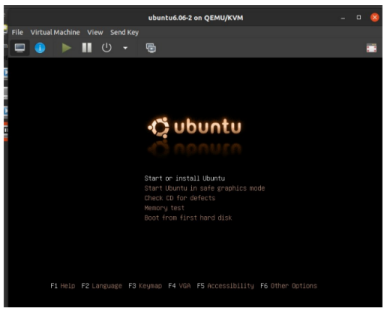 ubuntu6.06-2 on QEMU/KVM
File Virtual Machine View Send Key
ubuntu
Start or install Ubuntu
Start Ubuntu in safe graphics mode
Check CD for defects
Memory test
Boot from first hard disk
F1 Help F2 Language F3 Keymap F4 VGA F5 Accessibility F6 Other Options